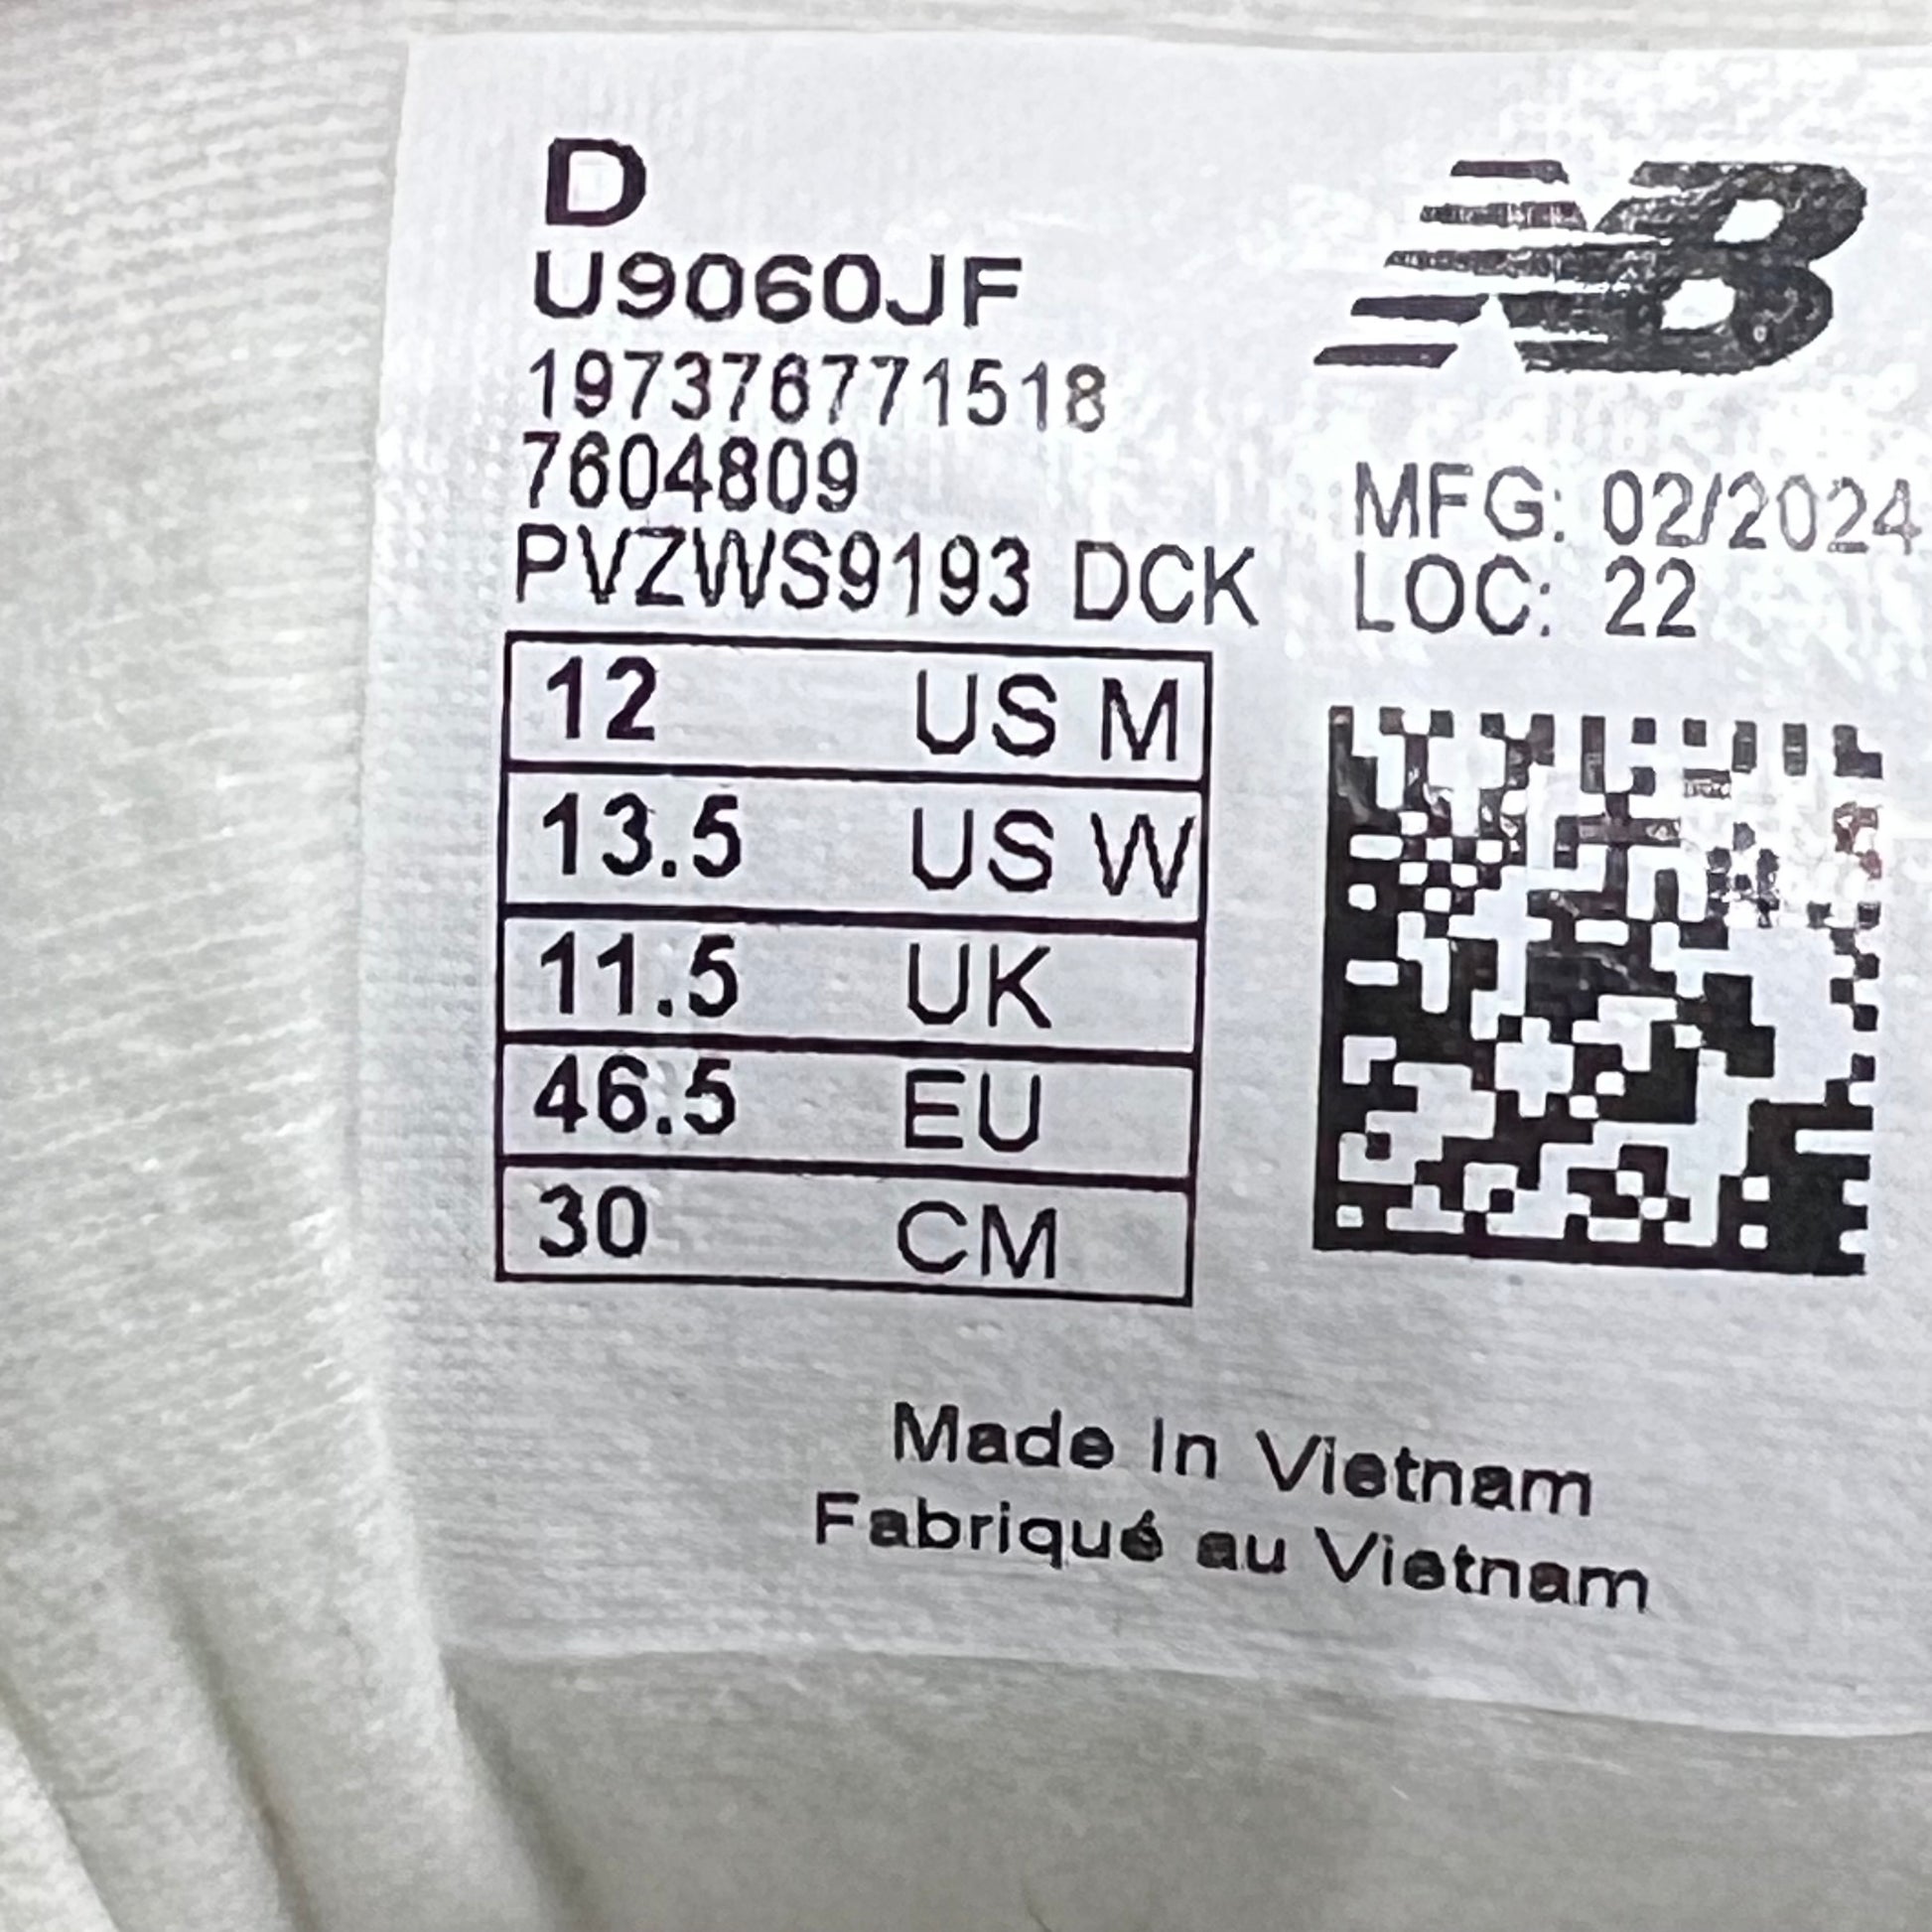 D
U9060JF
197376771518
7604809
PVZWS9193 DCK
NB
MFG: 02/2024
LOC: 22
12 US M
13.5 US W
11.5 UK
46.5 EU
30 CM
Made In Vietnam
Fabriqué au Vietnam